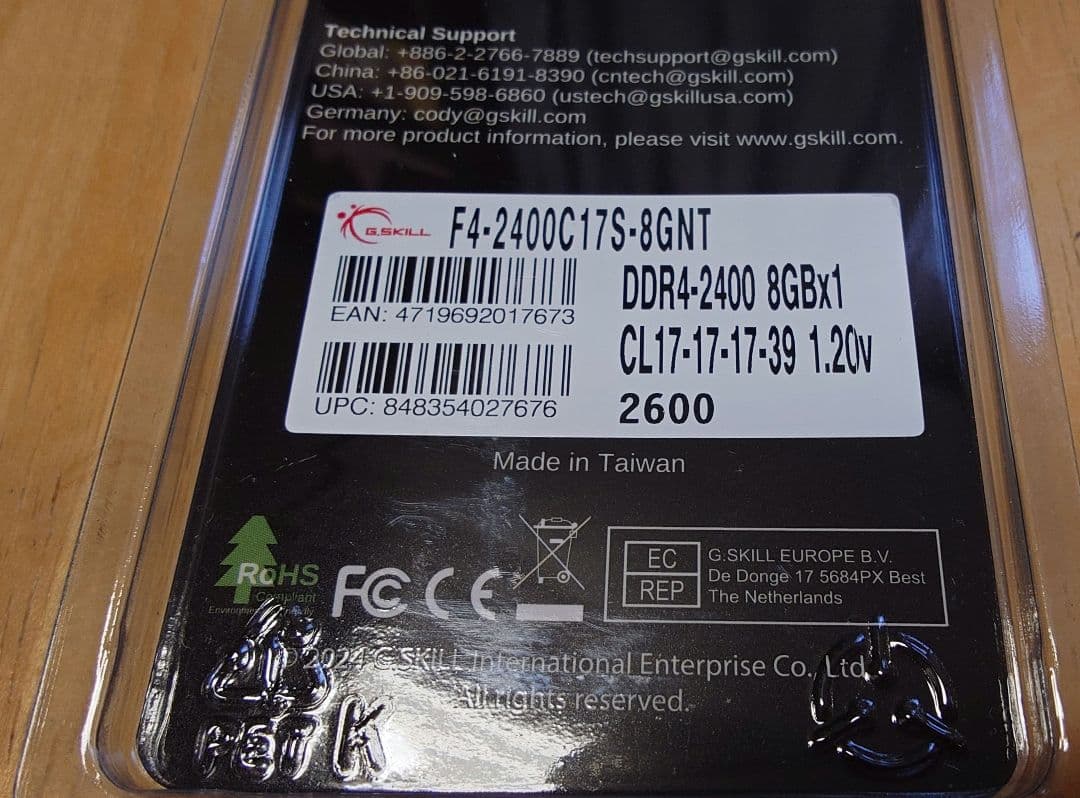 Technical Support
Global: +886-2-2766-7889 (techsupport@gskill.com)
China: +86-021-6191-8390 (cntech@gskill.com)
USA: +1-909-598-6860 (ustech@gskillusa.com)
Germany: cody@gskill.com
For more product information, please visit www.gskill.com.
G.SKILL F4-2400C17S-8GNT
EAN: 4719692017673
UPC: 848354027676
DDR4-2400 8GBx1
CL17-17-17-39 1.20v
2600
Made in Taiwan
RoHS
Compliant
FC CE
EC
REP
G.SKILL EUROPE B.V.
De Donge 17 5684PX Best
The Netherlands
2024 G.SKILL International Enterprise Co., Ltd.
All rights reserved.
PET K